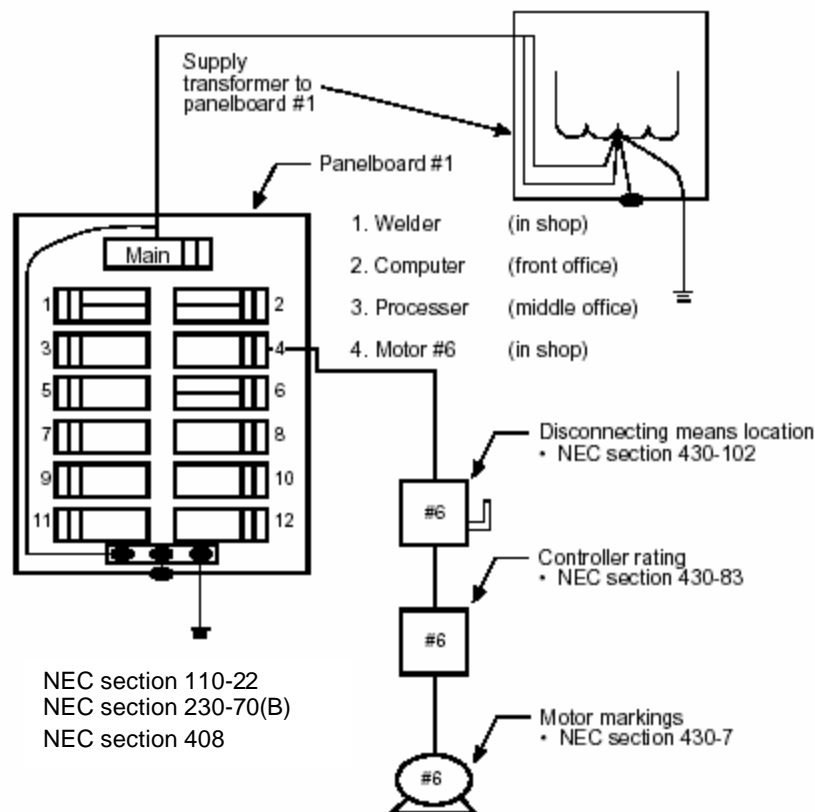 Supply
transformer to
panelboard #1
Panelboard #1
Main
1
2
3
4
5
6
7
8
9
10
11
12
1. Welder (in shop)
2. Computer (front office)
3. Processer (middle office)
4. Motor #6 (in shop)
Disconnecting means location
• NEC section 430-102
#6
Controller rating
• NEC section 430-83
#6
Motor markings
• NEC section 430-7
#6
NEC section 110-22
NEC section 230-70(B)
NEC section 408